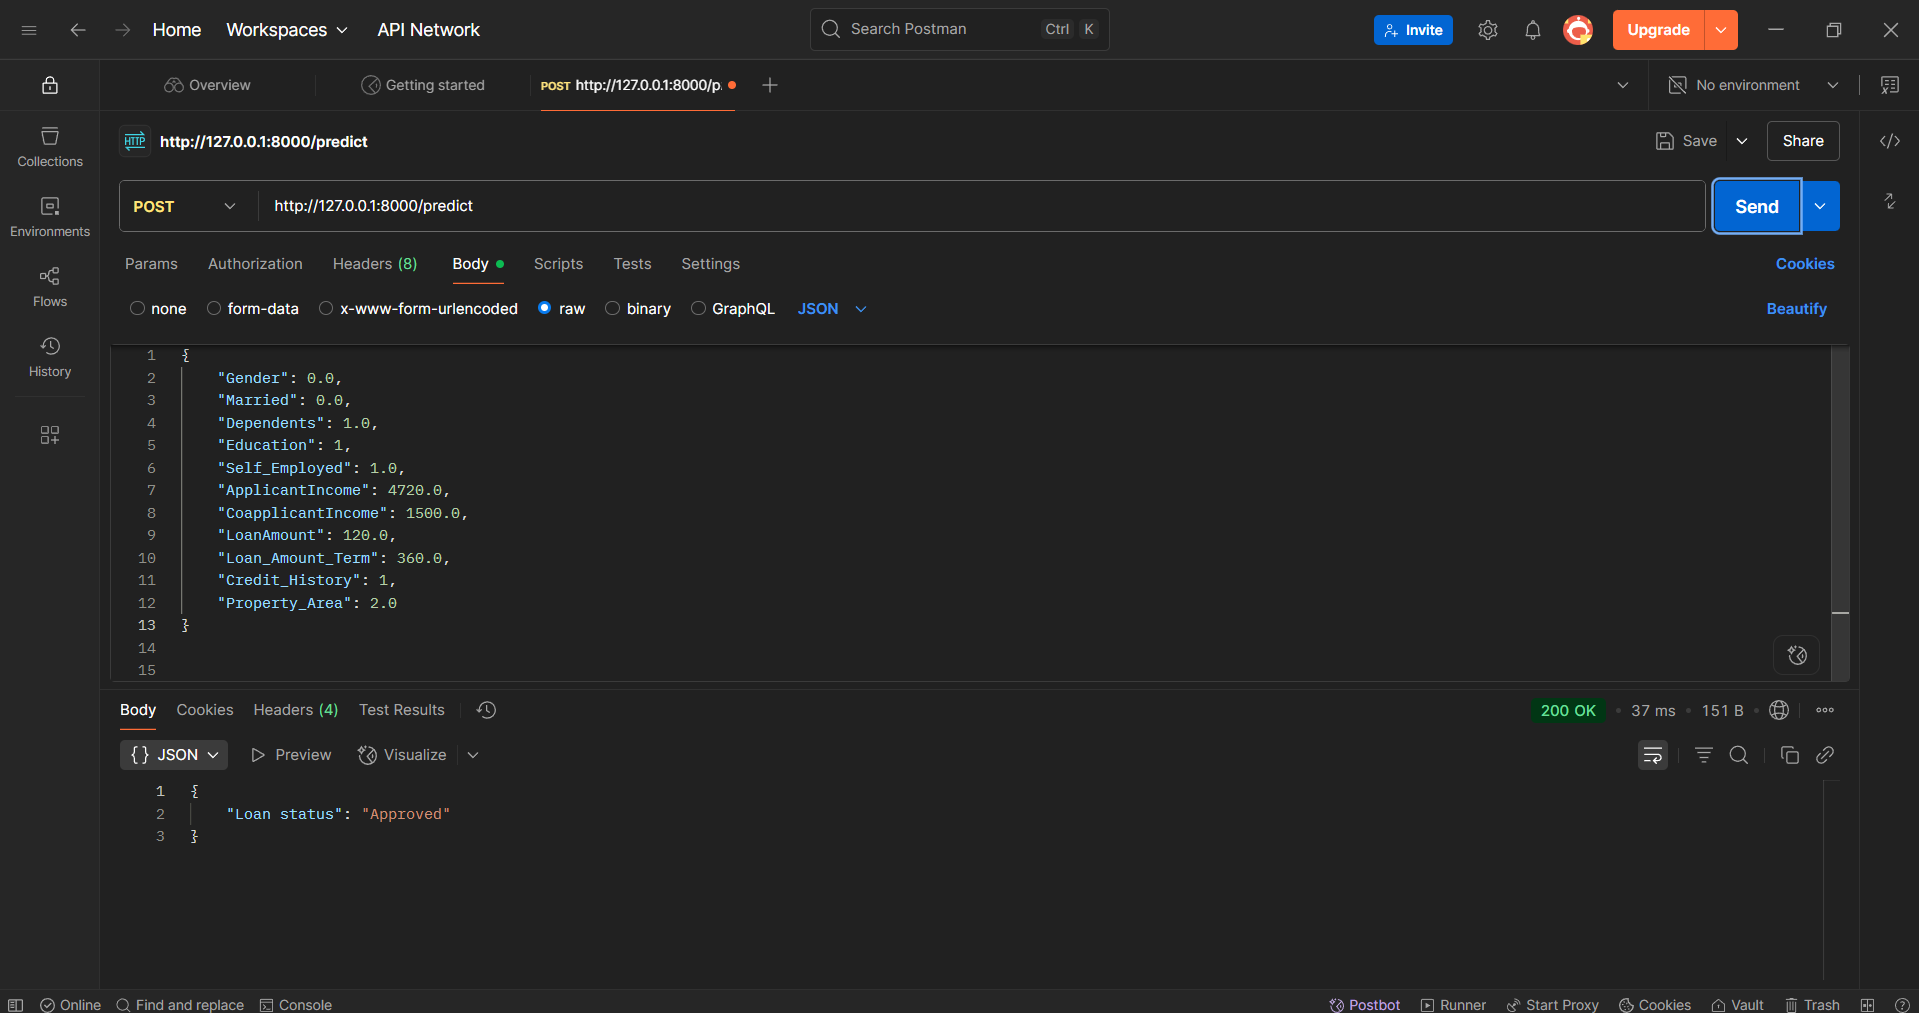 Home Workspaces API Network Search Postman Ctrl K Invite Upgrade
Overview Getting started POST http://127.0.0.1:8000/p. No environment
HTTP http://127.0.0.1:8000/predict Save Share
Collections
Environments
Flows
History
POST http://127.0.0.1:8000/predict Send
Params Authorization Headers (8) Body Scripts Tests Settings Cookies
none form-data x-www-form-urlencoded raw binary GraphQL JSON Beautify
1 {
2 "Gender": 0.0,
3 "Married": 0.0,
4 "Dependents": 1.0,
5 "Education": 1,
6 "Self_Employed": 1.0,
7 "ApplicantIncome": 4720.0,
8 "CoapplicantIncome": 1500.0,
9 "LoanAmount": 120.0,
10 "Loan_Amount_Term": 360.0,
11 "Credit_History": 1,
12 "Property_Area": 2.0
13 }
14
15
Body Cookies Headers (4) Test Results 200 OK • 37 ms • 151 B •
{} JSON Preview Visualize
1 {
2 "Loan status": "Approved"
3 }
Online Find and replace Console Postbot Runner Start Proxy Cookies Vault Trash